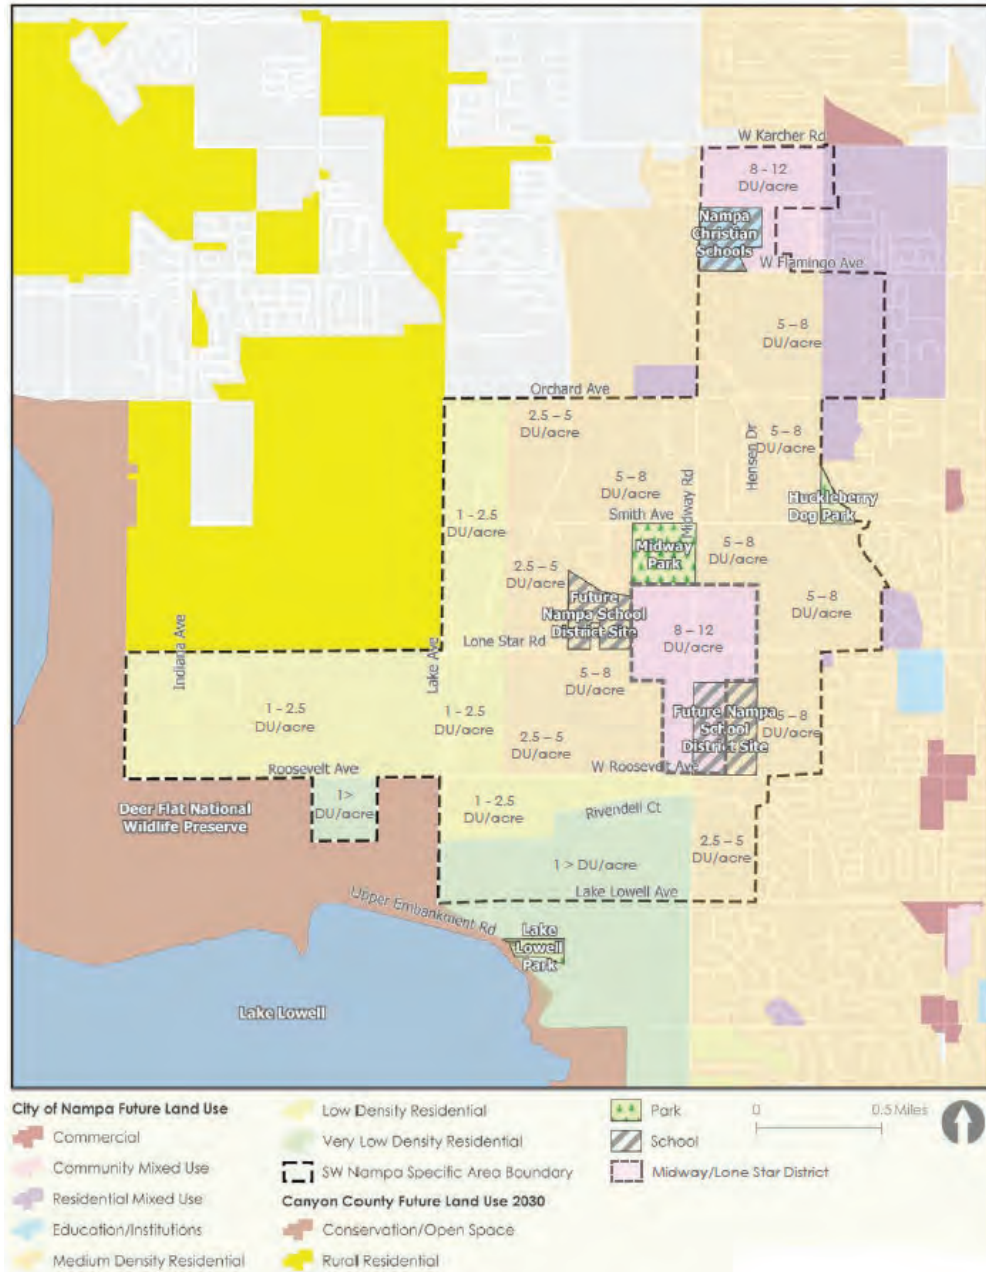 W Karcher Rd
8 - 12
DU/acre
Nampa
Christian
Schools
W Flamingo Ave
5 – 8
DU/acre
Orchard Ave
2.5 – 5
DU/acre
5 – 8
DU/acre
Hensen Dr
5 – 8
DU/acre
Midway Rd
Huckleberry
Dog Park
1 - 2.5
DU/acre
Smith Ave
Midway
Park
5 – 8
DU/acre
2.5 – 5
DU/acre
Future
Nampa School
District Site
5 – 8
DU/acre
Indiana Ave
Lake Ave
Lone Star Rd
8 – 12
DU/acre
5 – 8
DU/acre
1 - 2.5
DU/acre
1 - 2.5
DU/acre
2.5 – 5
DU/acre
Future Nampa
School
District Site
5 – 8
DU/acre
Roosevelt Ave
W Roosevelt Ave
Deer Flat National
Wildlife Preserve
1>
DU/acre
1 - 2.5
DU/acre
Rivendell Ct
2.5 – 5
DU/acre
1 > DU/acre
Lake Lowell Ave
Upper Embankment Rd
Lake
Lowell
Park
Lake Lowell
City of Nampa Future Land Use
Commercial
Community Mixed Use
Residential Mixed Use
Education/Institutions
Medium Density Residential
Low Density Residential
Very Low Density Residential
SW Nampa Specific Area Boundary
Canyon County Future Land Use 2030
Conservation/Open Space
Rural Residential
Park
School
Midway/Lone Star District
0 0.5 Miles